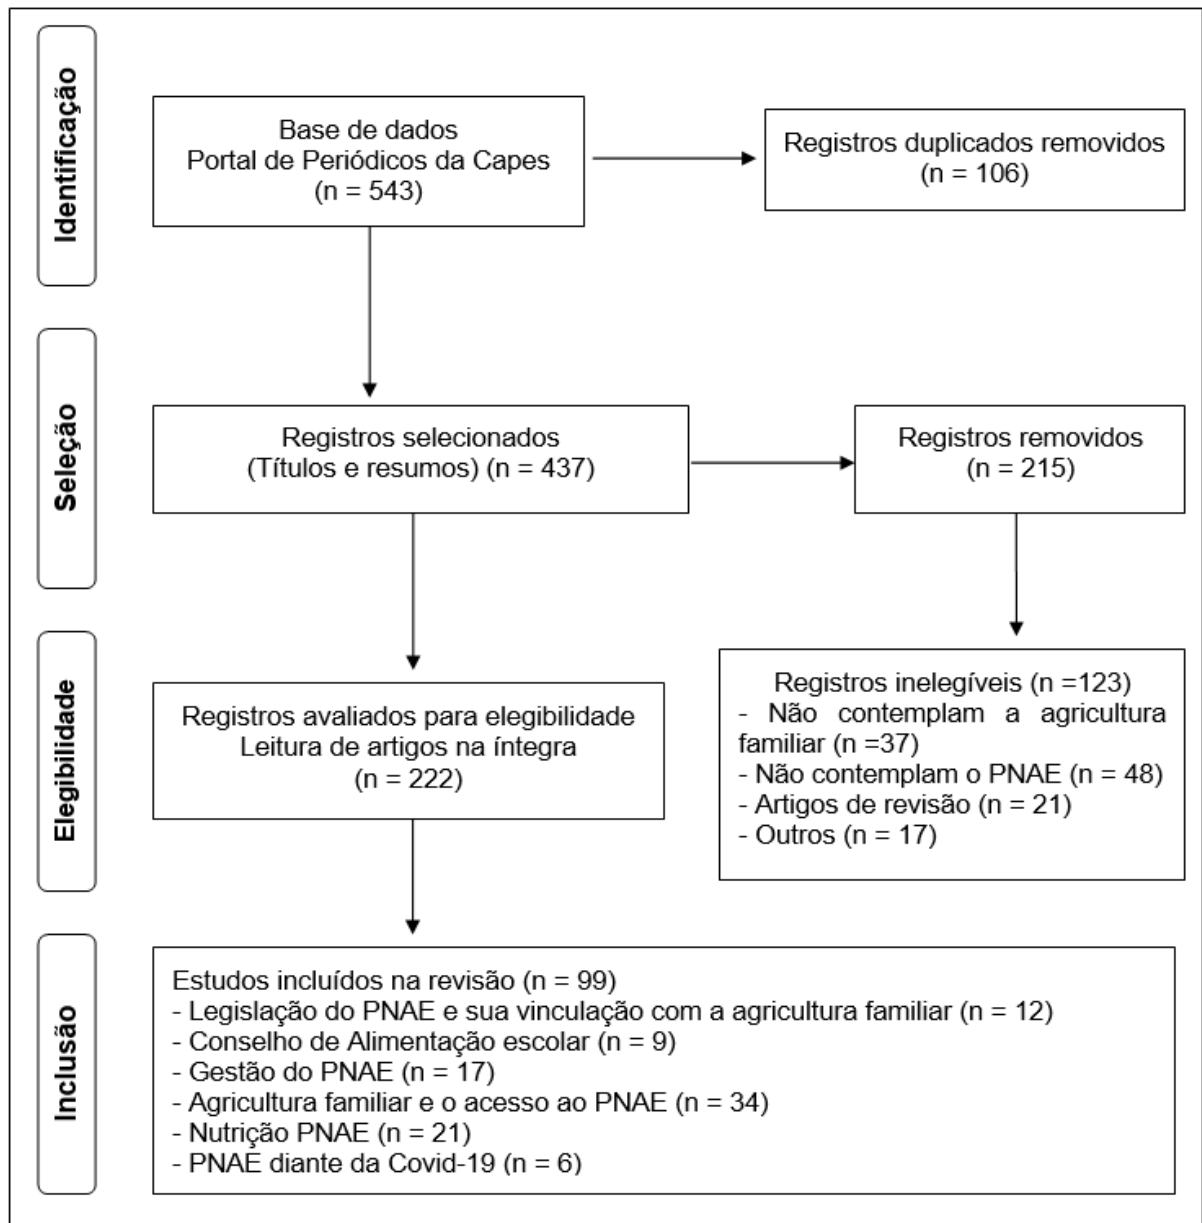 Identificação
Base de dados
Portal de Periódicos da Capes
(n = 543)
Registros duplicados removidos
(n = 106)
Seleção
Registros selecionados
(Títulos e resumos) (n = 437)
Registros removidos
(n = 215)
Elegibilidade
Registros avaliados para elegibilidade
Leitura de artigos na íntegra
(n = 222)
Registros inelegíveis (n =123)
- Não contemplam a agricultura
familiar (n =37)
- Não contemplam o PNAE (n = 48)
- Artigos de revisão (n = 21)
- Outros (n = 17)
Inclusão
Estudos incluídos na revisão (n = 99)
- Legislação do PNAE e sua vinculação com a agricultura familiar (n = 12)
- Conselho de Alimentação escolar (n = 9)
- Gestão do PNAE (n = 17)
- Agricultura familiar e o acesso ao PNAE (n = 34)
- Nutrição PNAE (n = 21)
- PNAE diante da Covid-19 (n = 6)